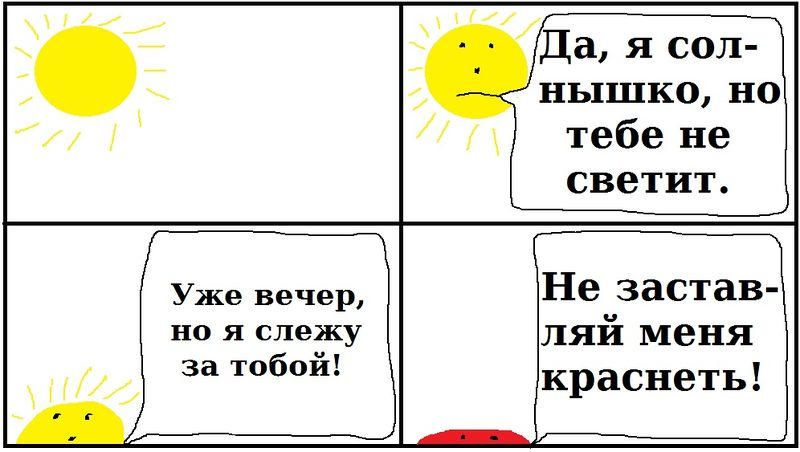 Да, я сол-
нышко, но
тебе не
светит.
Уже вечер,
но я слежу
за тобой!
Не застав-
ляй меня
краснеть!